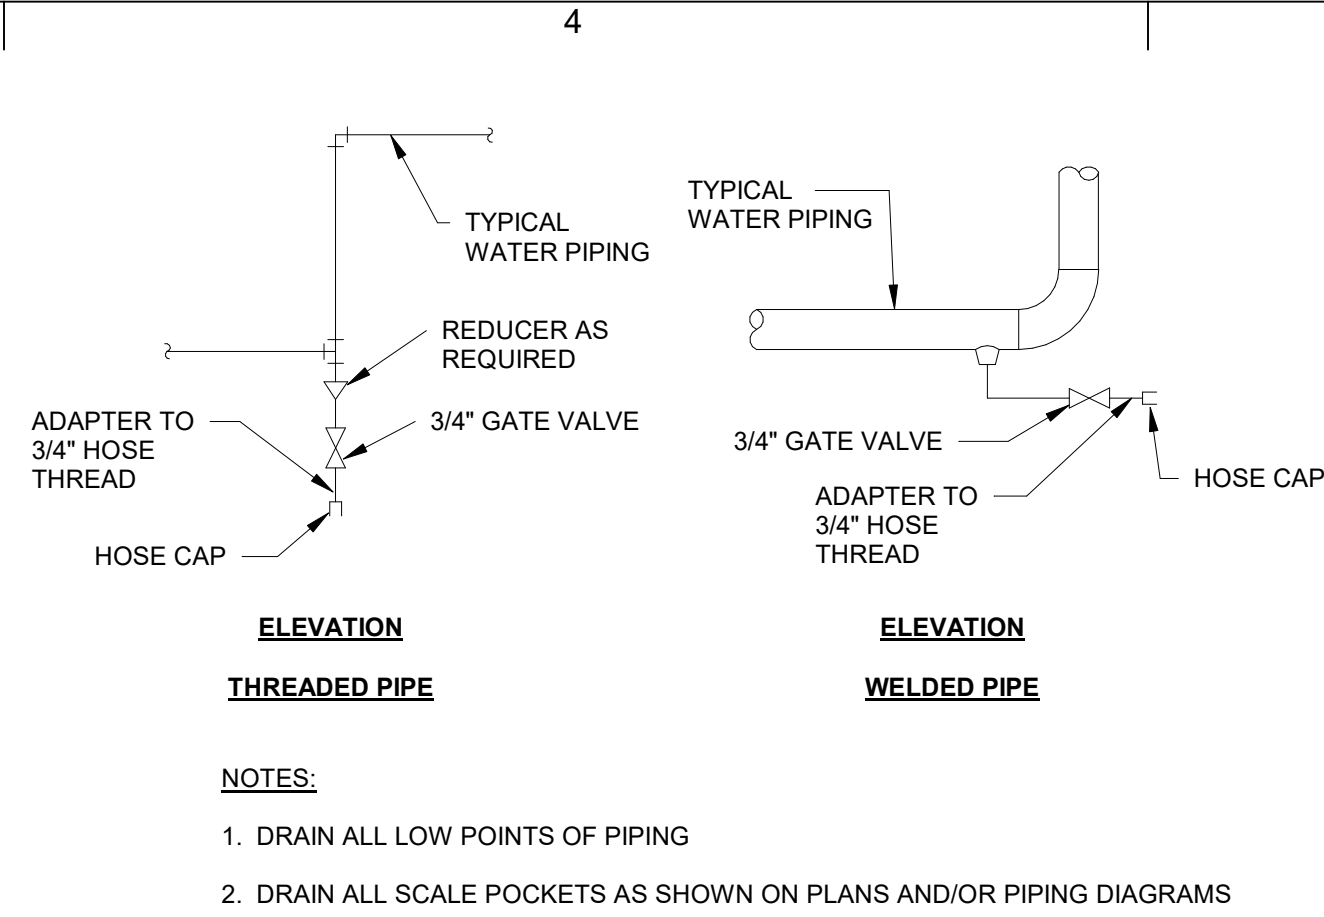 4
TYPICAL
WATER PIPING
REDUCER AS
REQUIRED
ADAPTER TO
3/4" HOSE
THREAD
3/4" GATE VALVE
HOSE CAP
ELEVATION
THREADED PIPE
TYPICAL
WATER PIPING
3/4" GATE VALVE
ADAPTER TO
3/4" HOSE
THREAD
HOSE CAP
ELEVATION
WELDED PIPE
NOTES:
1. DRAIN ALL LOW POINTS OF PIPING
2. DRAIN ALL SCALE POCKETS AS SHOWN ON PLANS AND/OR PIPING DIAGRAMS